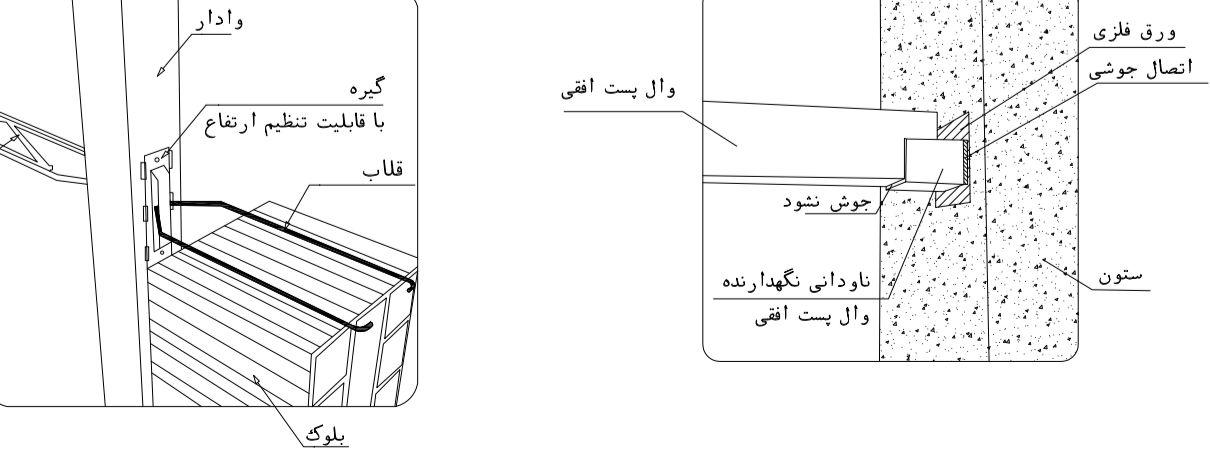 وادار
گیره
با قابلیت تنظیم ارتفاع
قلاب
بلوک
ورق فلزی
اتصال جوشی
وال پست افقی
جوش نشود
ناودانی نگهدارنده
وال پست افقی
ستون